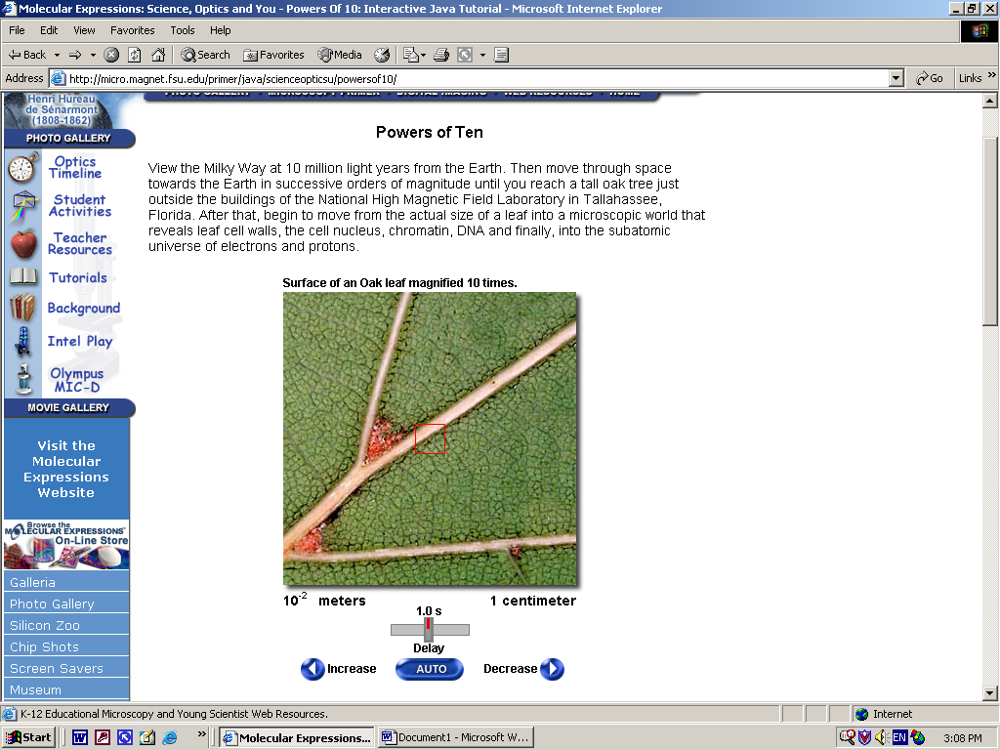 Molecular Expressions: Science, Optics and You - Powers Of 10: Interactive Java Tutorial - Microsoft Internet Explorer
File Edit View Favorites Tools Help
Back Search Favorites Media
Address http://micro.magnet.fsu.edu/primer/java/scienceopticsu/powersof10/ Go Links »
Henri Hureau
de Sénarmont
(1808-1862)
PHOTO GALLERY
Optics
Timeline
Student
Activities
Teacher
Resources
Tutorials
Background
Intel Play
Olympus
MIC-D
MOVIE GALLERY
Visit the
Molecular
Expressions
Website
Browse the
MOLECULAR EXPRESSIONS™
On-Line Store
Galleria
Photo Gallery
Silicon Zoo
Chip Shots
Screen Savers
Museum
PHOTO GALLERY MICROSCOPY PRIMER DIGITAL IMAGING WEB RESOURCES HOME
Powers of Ten
View the Milky Way at 10 million light years from the Earth. Then move through space
towards the Earth in successive orders of magnitude until you reach a tall oak tree just
outside the buildings of the National High Magnetic Field Laboratory in Tallahassee,
Florida. After that, begin to move from the actual size of a leaf into a microscopic world that
reveals leaf cell walls, the cell nucleus, chromatin, DNA and finally, into the subatomic
universe of electrons and protons.
Surface of an Oak leaf magnified 10 times.
10⁻² meters 1 centimeter
1.0 s
Delay
Increase AUTO Decrease
K-12 Educational Microscopy and Young Scientist Web Resources. Internet
Start » Molecular Expressions... Document1 - Microsoft W... EN 3:08 PM